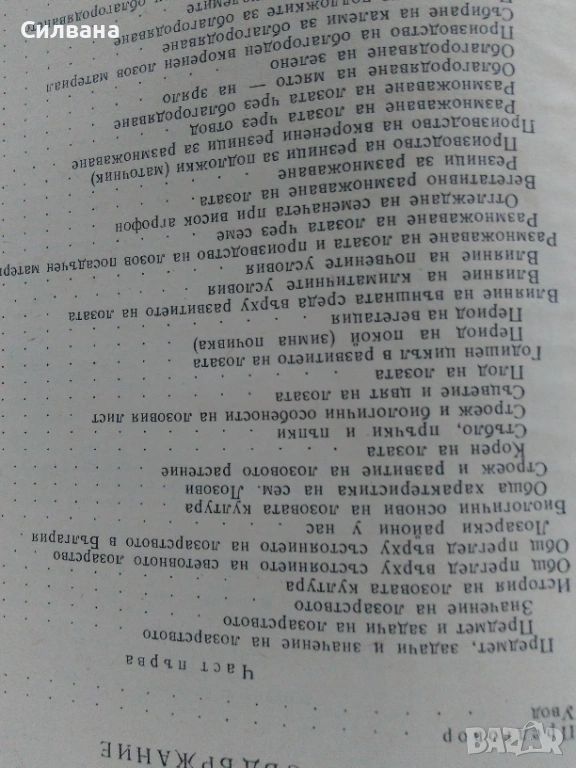 Силвана
СЪДЪРЖАНИЕ
Увод
Част първа
Предмет, задачи и значение на лозарството
Предмет и задачи на лозарството
Значение на лозарството
История на лозовата култура
Общ преглед върху състоянието на световното лозарство
Общ преглед върху състоянието на лозарството в България
Лозарски райони у нас
Биологични основи на лозовата култура
Обща характеристика на сем. Лозови
Строеж и развитие на лозовото растение
Корен на лозата
Стъбло, пръчки и пъпки
Строеж и биологични особености на лозовия лист
Съцветие и цвят на лозата
Плод на лозата
Годишен цикъл в развитието на лозата
Период на покой (зимна почивка)
Период на вегетация
Влияние на външната среда върху развитието на лозата
Влияние на климатичните условия
Влияние на почвените условия
Размножаване на лозата и производство на лозов посадъчен
Размножаване на лозата чрез семе
Отглеждане на семеначета при висок агрофон
Вегетативно размножаване на лозата
Резници за размножаване
Производство на резници за подложки (маточник)
Производство на вкоренени резници за размножаване
Размножаване на лозата чрез отвод
Размножаване на лозата чрез облагородяване
Облагородяване на място — на зряло
Облагородяване на зелено
Производство на облагороден вкоренен лозов материал
Събиране на калеми за облагородяване
подложките за облагородяването
bazar.bg